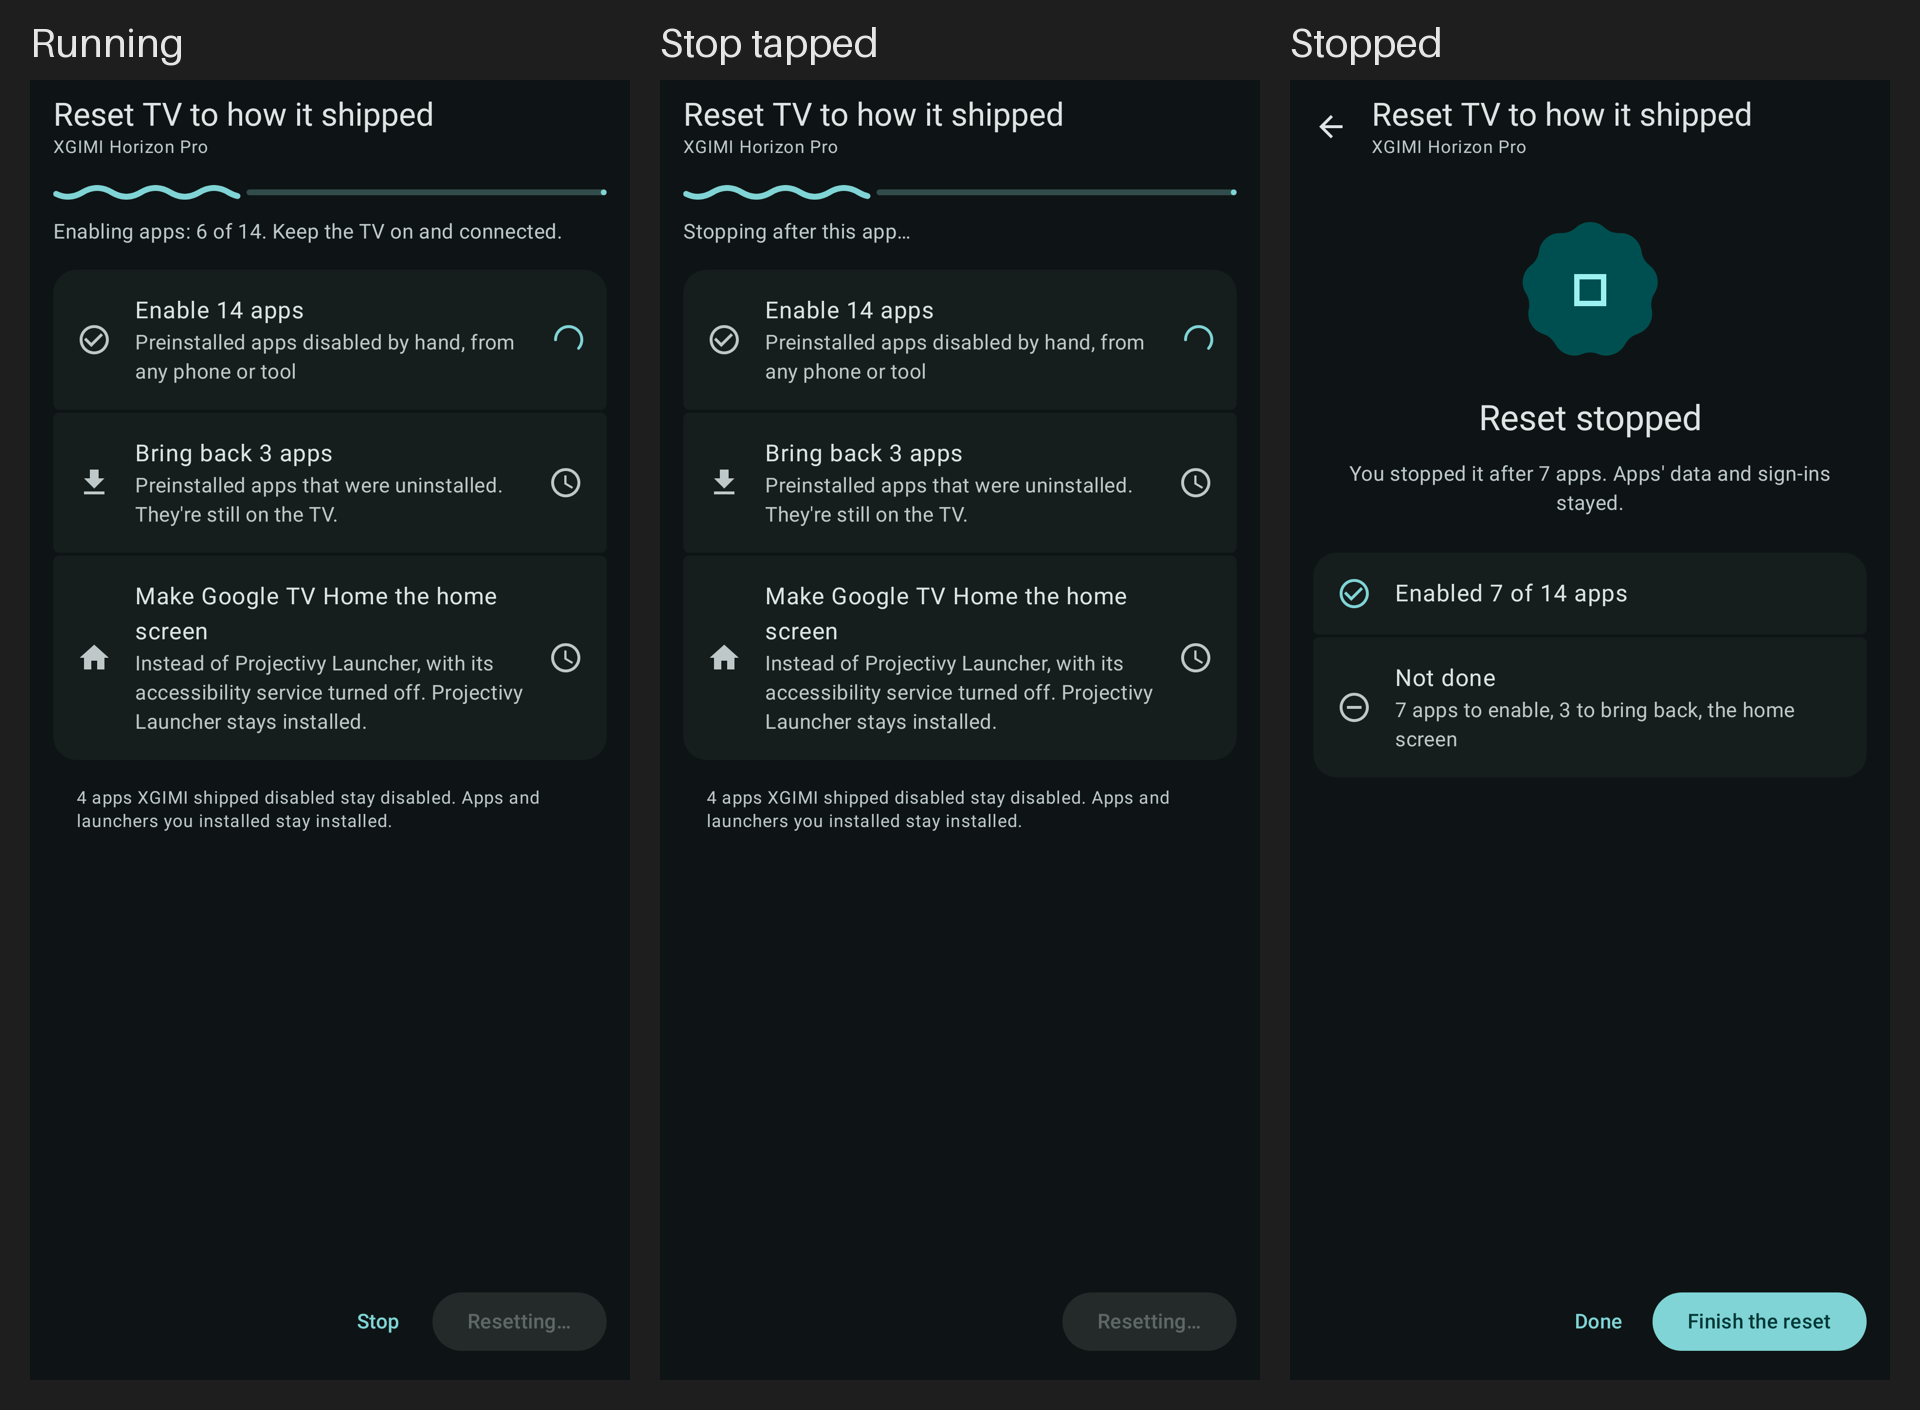 Running
Reset TV to how it shipped
XGIMI Horizon Pro
Enabling apps: 6 of 14. Keep the TV on and connected.
Enable 14 apps
Preinstalled apps disabled by hand, from
any phone or tool
Bring back 3 apps
Preinstalled apps that were uninstalled.
They're still on the TV.
Make Google TV Home the home
screen
Instead of Projectivy Launcher, with its
accessibility service turned off. Projectivy
Launcher stays installed.
4 apps XGIMI shipped disabled stay disabled. Apps and
launchers you installed stay installed.
Stop
Resetting...
Stop tapped
Reset TV to how it shipped
XGIMI Horizon Pro
Stopping after this app...
Enable 14 apps
Preinstalled apps disabled by hand, from
any phone or tool
Bring back 3 apps
Preinstalled apps that were uninstalled.
They're still on the TV.
Make Google TV Home the home
screen
Instead of Projectivy Launcher, with its
accessibility service turned off. Projectivy
Launcher stays installed.
4 apps XGIMI shipped disabled stay disabled. Apps and
launchers you installed stay installed.
Resetting...
Stopped
Reset TV to how it shipped
XGIMI Horizon Pro
Reset stopped
You stopped it after 7 apps. Apps' data and sign-ins
stayed.
Enabled 7 of 14 apps
Not done
7 apps to enable, 3 to bring back, the home
screen
Done
Finish the reset